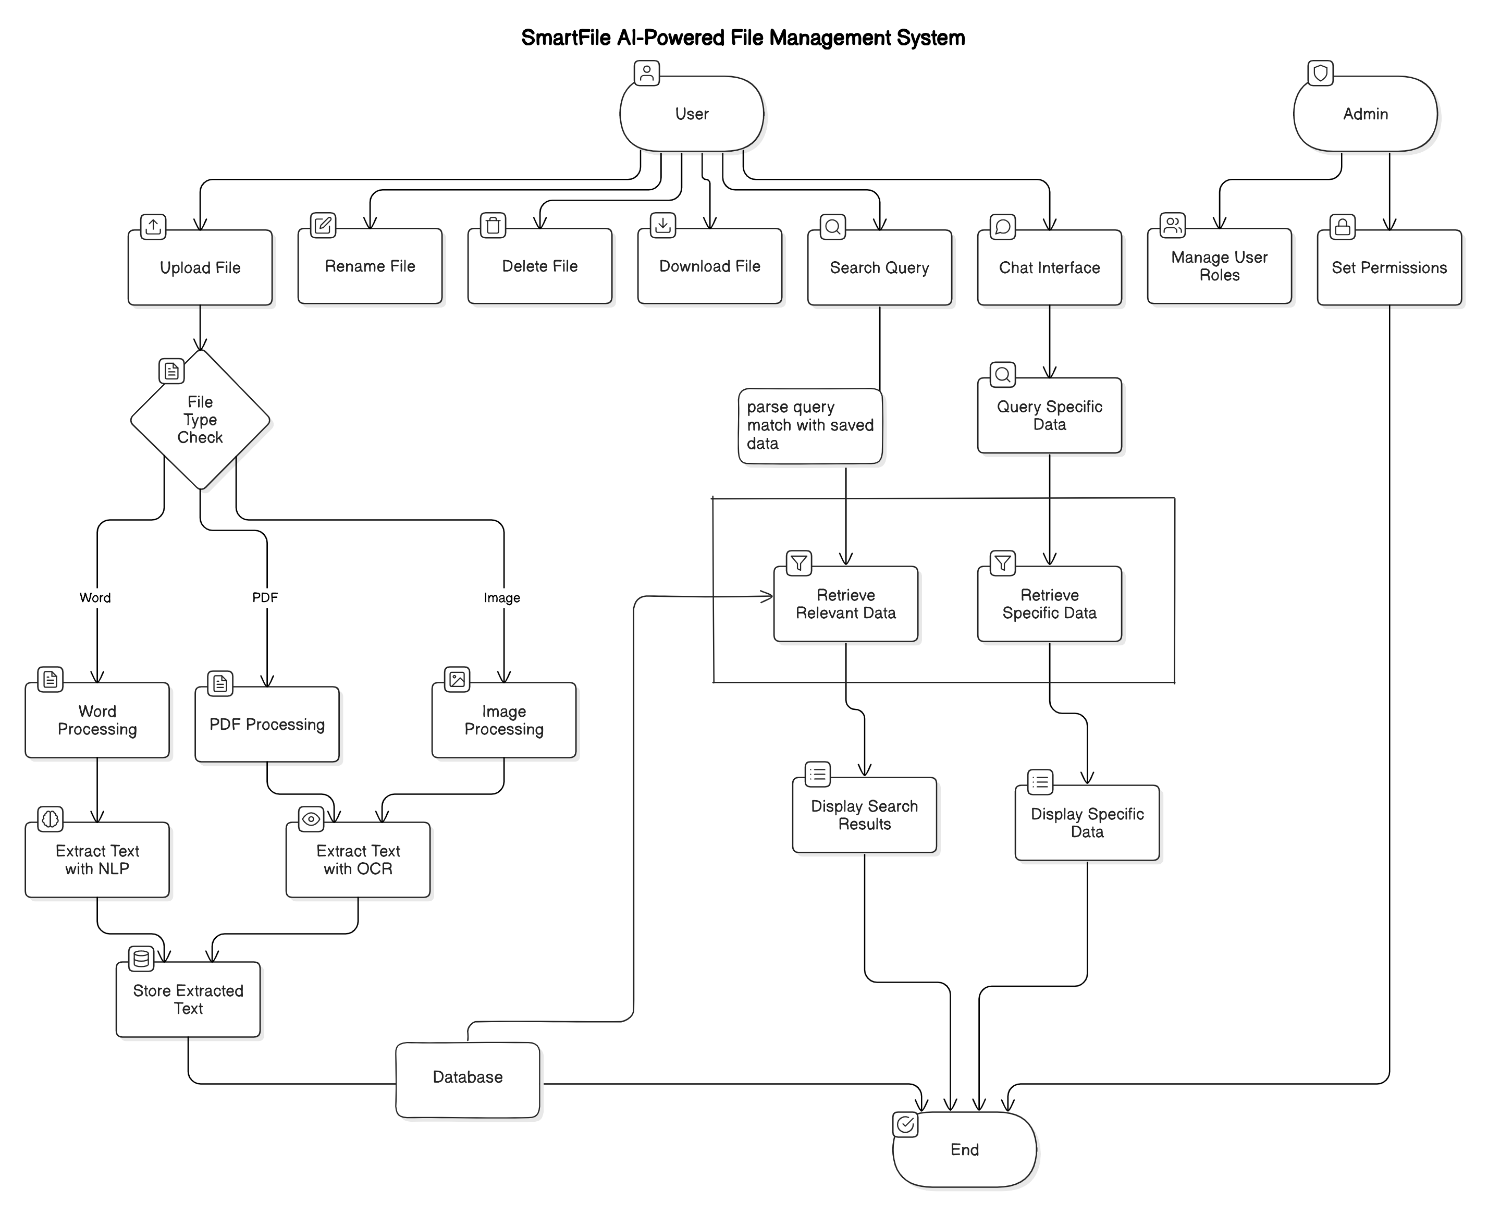 SmartFile AI-Powered File Management System
User
Admin
Upload File
Rename File
Delete File
Download File
Search Query
Chat Interface
Manage User
Roles
Set Permissions
File
Type
Check
parse query
match with saved
data
Query Specific
Data
Word
PDF
Image
Retrieve
Relevant Data
Retrieve
Specific Data
Word
Processing
PDF Processing
Image
Processing
Display Search
Results
Display Specific
Data
Extract Text
with NLP
Extract Text
with OCR
Store Extracted
Text
Database
End